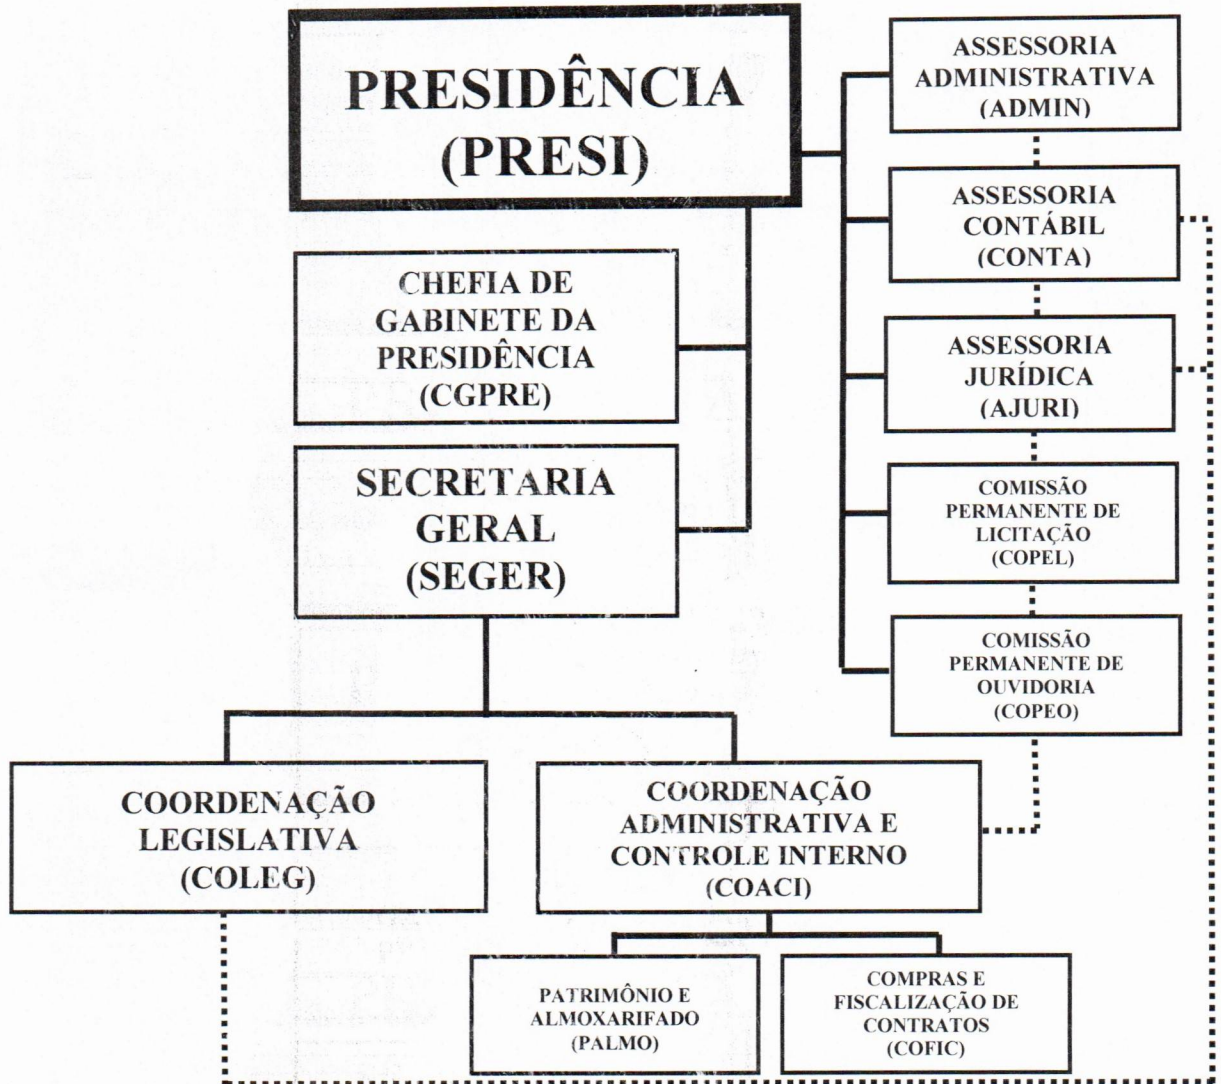 PRESIDÊNCIA
(PRESI)
ASSESSORIA
ADMINISTRATIVA
(ADMIN)
ASSESSORIA
CONTÁBIL
(CONTA)
ASSESSORIA
JURÍDICA
(AJURI)
COMISSÃO
PERMANENTE DE
LICITAÇÃO
(COPEL)
COMISSÃO
PERMANENTE DE
OUVIDORIA
(COPEO)
CHEFIA DE
GABINETE DA
PRESIDÊNCIA
(CGPRE)
SECRETARIA
GERAL
(SEGER)
COORDENAÇÃO
LEGISLATIVA
(COLEG)
COORDENAÇÃO
ADMINISTRATIVA E
CONTROLE INTERNO
(COACI)
PATRIMÔNIO E
ALMOXARIFADO
(PALMO)
COMPRAS E
FISCALIZAÇÃO DE
CONTRATOS
(COFIC)